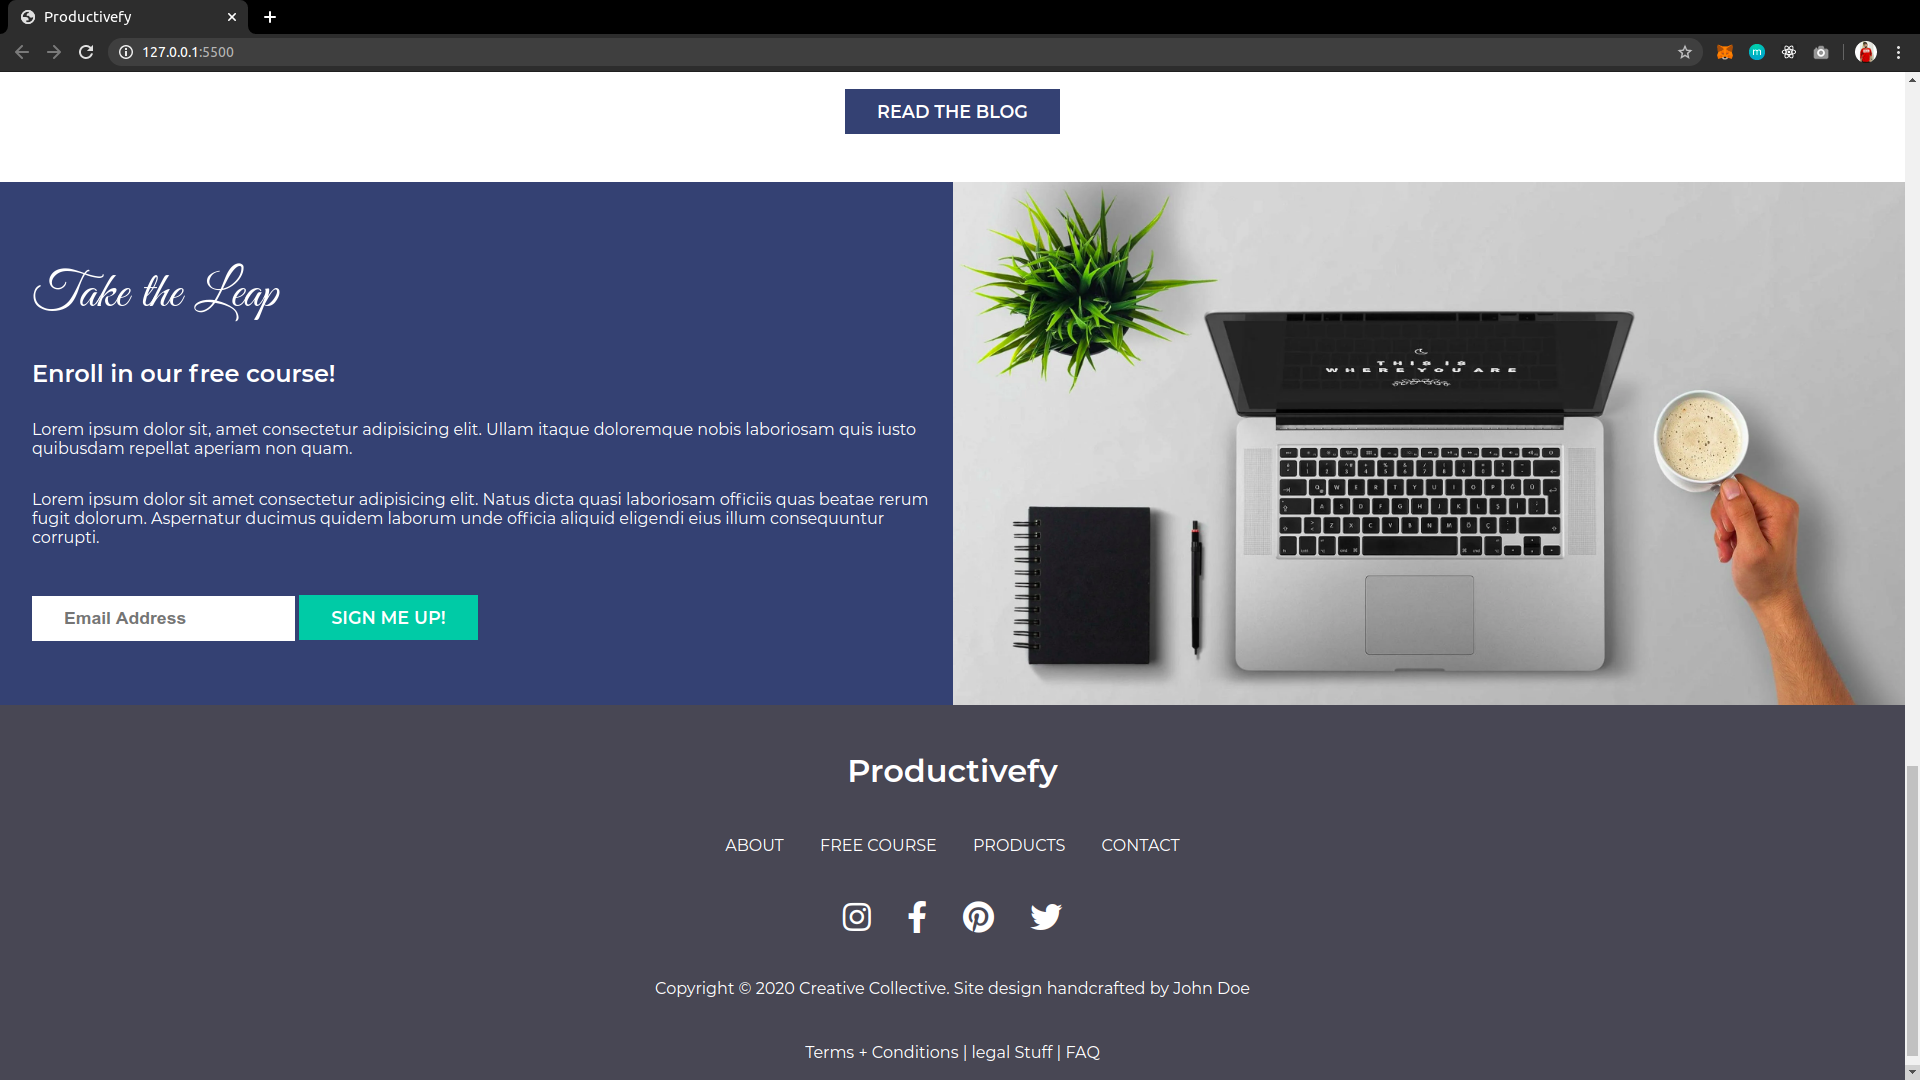 Productivefy
127.0.0.1:5500
m
READ THE BLOG
Take the Leap
Enroll in our free course!
Lorem ipsum dolor sit, amet consectetur adipisicing elit. Ullam itaque doloremque nobis laboriosam quis iusto
quibusdam repellat aperiam non quam.
Lorem ipsum dolor sit amet consectetur adipisicing elit. Natus dicta quasi laboriosam officiis quas beatae rerum
fugit dolorum. Aspernatur ducimus quidem laborum unde officia aliquid eligendi eius illum consequuntur
corrupti.
Email Address
SIGN ME UP!
THIS IS
WHERE YOU ARE
Productivefy
ABOUT FREE COURSE PRODUCTS CONTACT
Copyright © 2020 Creative Collective. Site design handcrafted by John Doe
Terms + Conditions | legal Stuff | FAQ